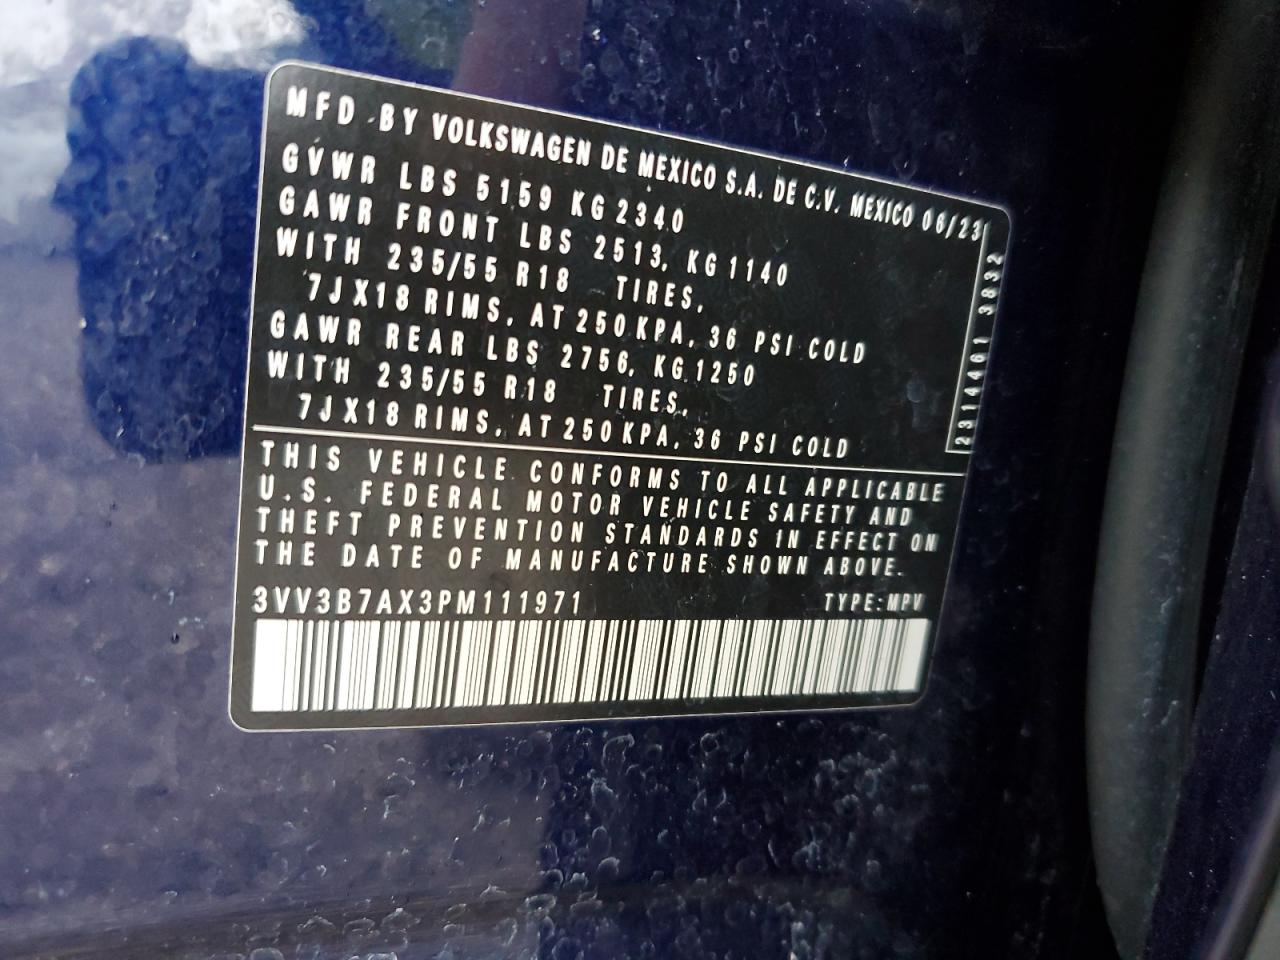 MFD BY VOLKSWAGEN DE MEXICO S.A. DE C.V. MEXICO 06/23
GVWR LBS 5159 KG 2340
GAWR FRONT LBS 2513, KG 1140
WITH 235/55 R18 TIRES,
7JX18 RIMS, AT 250 KPA, 36 PSI COLD
GAWR REAR LBS 2756, KG 1250
WITH 235/55 R18 TIRES,
7JX18 RIMS, AT 250 KPA, 36 PSI COLD
2314461 3832
THIS VEHICLE CONFORMS TO ALL APPLICABLE
U.S. FEDERAL MOTOR VEHICLE SAFETY AND
THEFT PREVENTION STANDARDS IN EFFECT ON
THE DATE OF MANUFACTURE SHOWN ABOVE.
3VV3B7AX3PM111971 TYPE:MPV